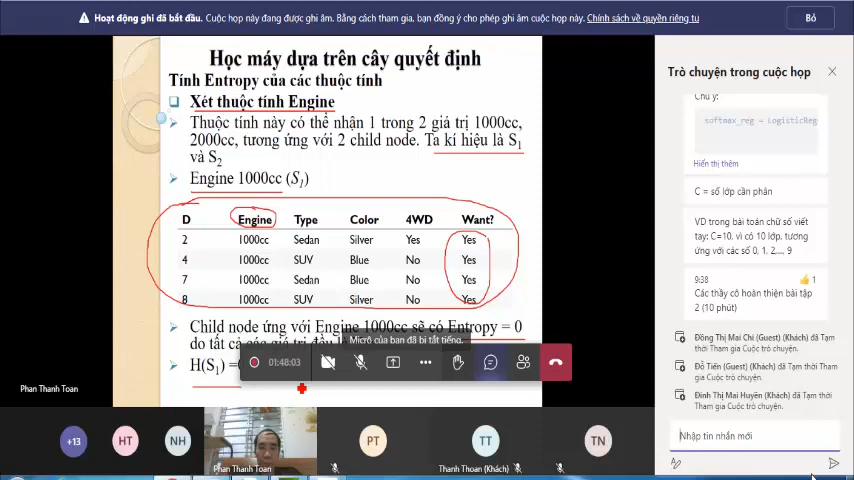 Hoạt động ghi đã bắt đầu. Cuộc họp này đang được ghi âm. Bằng cách tham gia, bạn đồng ý cho phép ghi âm cuộc họp này. Chính sách về quyền riêng tư
Bỏ
Học máy dựa trên cây quyết định
Tính Entropy của các thuộc tính
Xét thuộc tính Engine
Thuộc tính này có thể nhận 1 trong 2 giá trị 1000cc,
2000cc, tương ứng với 2 child node. Ta kí hiệu là S1
và S2
Engine 1000cc (S1)
D Engine Type Color 4WD Want?
2 1000cc Sedan Silver Yes Yes
4 1000cc SUV Blue No Yes
7 1000cc Sedan Blue No Yes
8 1000cc SUV Silver No Yes
Child node ứng với Engine 1000cc sẽ có Entropy = 0
do tất cả các giá trị đều
Micrô của bạn đã bị tắt tiếng.
H(S1) =0
01:48:03
Phan Thanh Toan
+13
HT
NH
Phan Thanh Toan
PT
TT
Thanh Thoan (Khách)
TN
Trò chuyện trong cuộc họp
Chú ý:
softmax_reg = LogisticReg
Hiển thị thêm
C = số lớp cần phân
VD trong bài toán chữ số viết
tay: C=10, vì có 10 lớp, tương
ứng với các số 0, 1, 2,... 9
9:38
1
Các thầy cô hoàn thiện bài tập
2 (10 phút)
Đồng Thị Mai Chi (Guest) (Khách) đã Tạm
thời Tham gia Cuộc trò chuyện.
Đỗ Tiến (Guest) (Khách) đã Tạm thời Tham gia
Cuộc trò chuyện.
Đinh Thị Mai Huyên (Khách) đã Tạm thời
Tham gia Cuộc trò chuyện.
Nhập tin nhắn mới